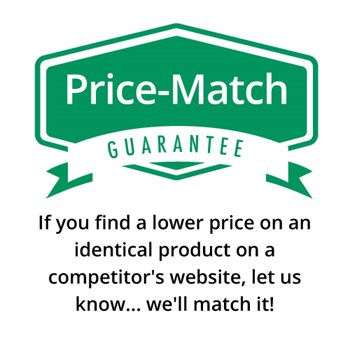 Price-Match
GUARANTEE
If you find a lower price on an
identical product on a
competitor's website, let us
know... we'll match it!